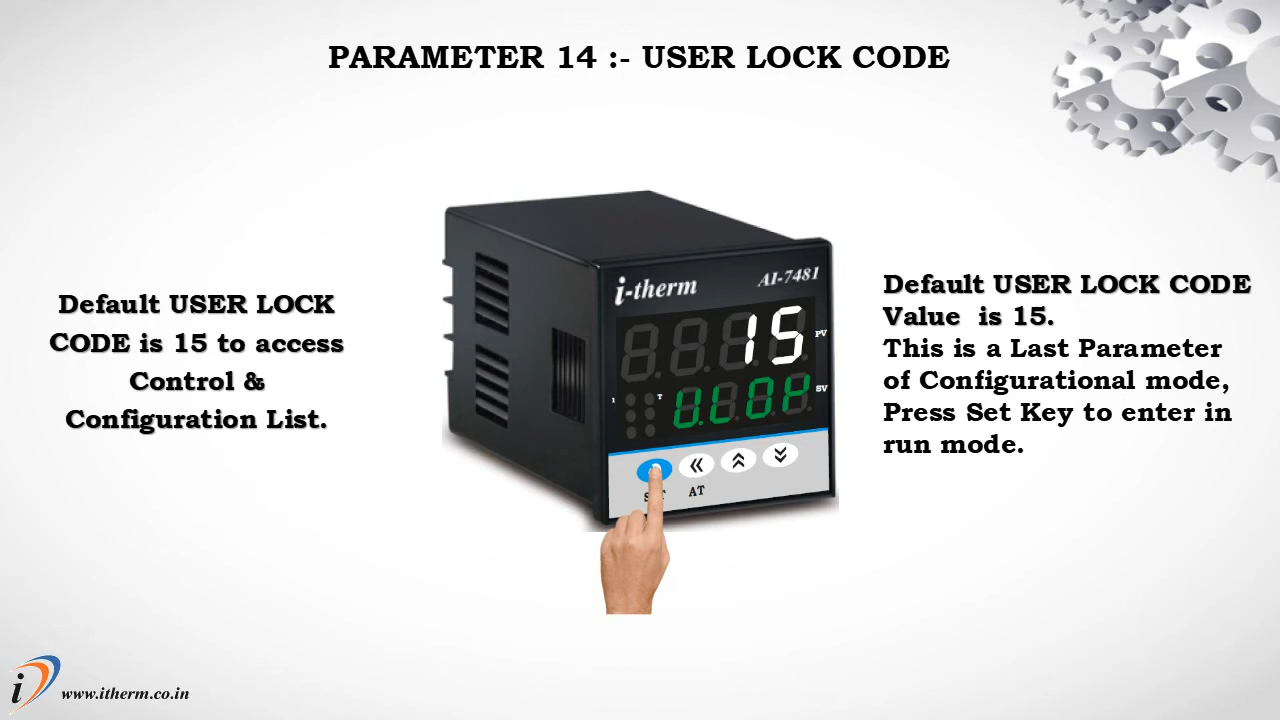 PARAMETER 14 :- USER LOCK CODE
Default USER LOCK
CODE is 15 to access
Control &
Configuration List.
i-therm
AI-7481
15
PV
1
T
SV
AT
Default USER LOCK CODE
Value is 15.
This is a Last Parameter
of Configurational mode,
Press Set Key to enter in
run mode.
i
www.itherm.co.in